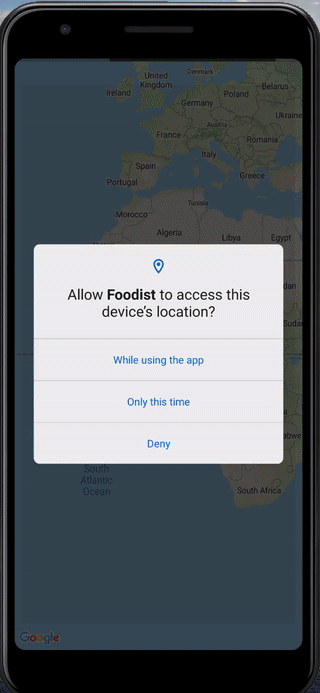 Denmark
United
Kingdom
Ireland
Belarus
Poland
Germany
Ukraine
Austria
France
Romania
Italy
Spain
Greece
Portugal
Tunisia
Morocco
Algeria
Libya
Egypt
Allow Foodist to access this
device's location?
While using the app
Only this time
Deny
South
Atlantic
Ocean
South Africa
Google